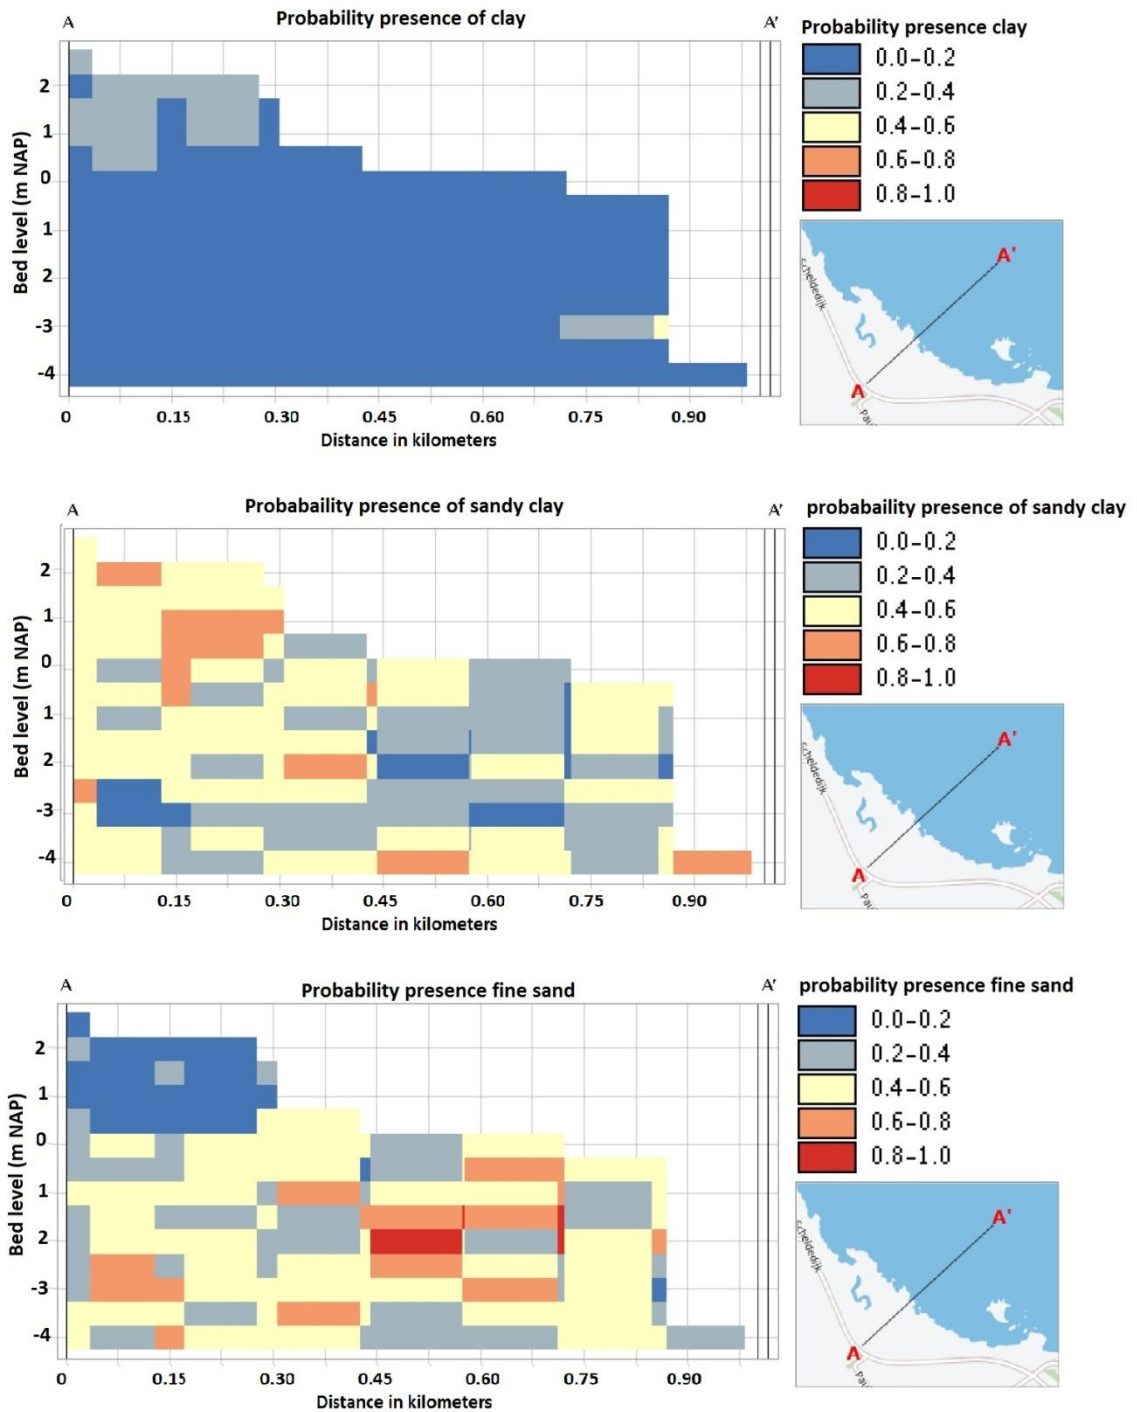 A
Probability presence of clay
A'
2
1
0
1
2
-3
-4
Bed level (m NAP)
0 0.15 0.30 0.45 0.60 0.75 0.90
Distance in kilometers
Probability presence clay
0.0-0.2
0.2-0.4
0.4-0.6
0.6-0.8
0.8-1.0
Scheldedijk
A'
A
Pau
A
Probabaility presence of sandy clay
A'
2
1
0
1
2
-3
-4
Bed level (m NAP)
0 0.15 0.30 0.45 0.60 0.75 0.90
Distance in kilometers
probabaility presence of sandy clay
0.0-0.2
0.2-0.4
0.4-0.6
0.6-0.8
0.8-1.0
Scheldedijk
A'
A
Pau
A
Probability presence fine sand
A'
2
1
0
1
2
-3
-4
Bed level (m NAP)
0 0.15 0.30 0.45 0.60 0.75 0.90
Distance in kilometers
probability presence fine sand
0.0-0.2
0.2-0.4
0.4-0.6
0.6-0.8
0.8-1.0
Scheldedijk
A'
A
Pau